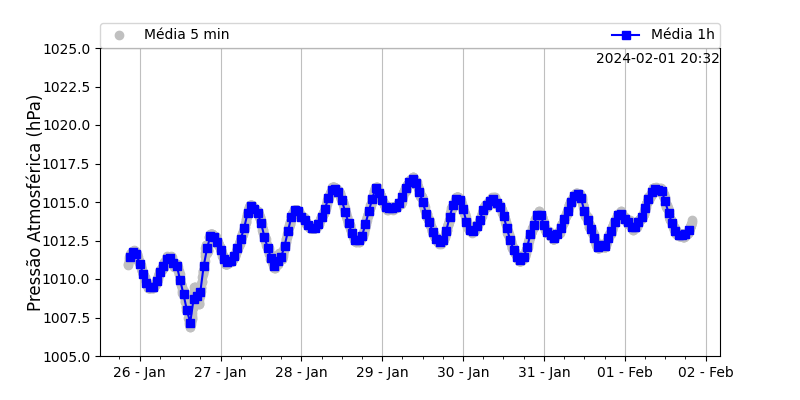 Média 5 min
Média 1h
2024-02-01 20:32
Pressão Atmosférica (hPa)
1025.0
1022.5
1020.0
1017.5
1015.0
1012.5
1010.0
1007.5
1005.0
26 - Jan
27 - Jan
28 - Jan
29 - Jan
30 - Jan
31 - Jan
01 - Feb
02 - Feb